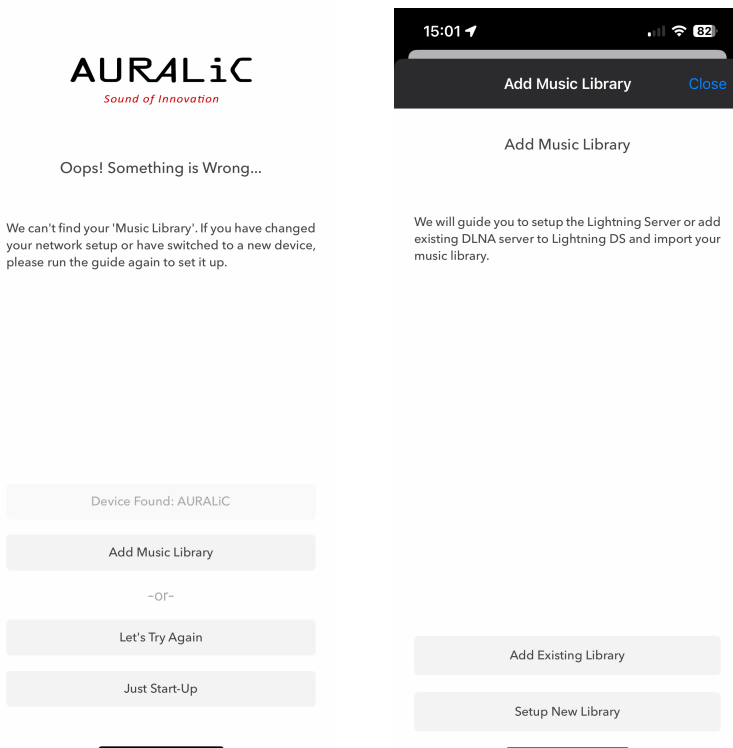 AURALiC
Sound of Innovation
Oops! Something is Wrong...
We can't find your 'Music Library'. If you have changed
your network setup or have switched to a new device,
please run the guide again to set it up.
Device Found: AURALiC
Add Music Library
-or-
Let's Try Again
Just Start-Up
15:01
82
Add Music Library
Close
Add Music Library
We will guide you to setup the Lightning Server or add
existing DLNA server to Lightning DS and import your
music library.
Add Existing Library
Setup New Library